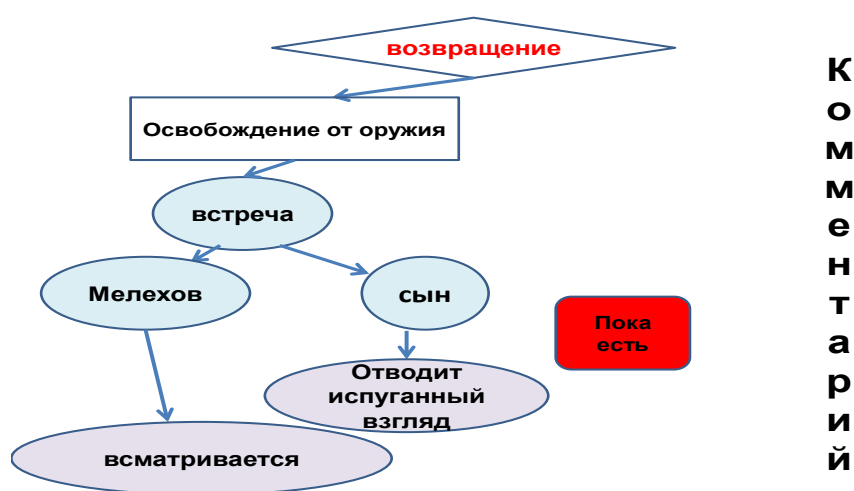 возвращение
Освобождение от оружия
встреча
Мелехов
сын
Пока
есть
Отводит
испуганный
взгляд
всматривается
К
о
м
м
е
н
т
а
р
и
й